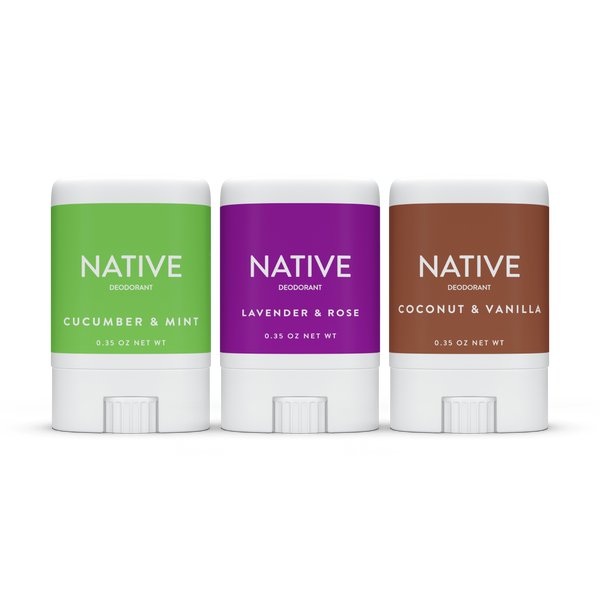 NATIVE
DEODORANT
CUCUMBER & MINT
0.35 OZ NET WT
NATIVE
DEODORANT
LAVENDER & ROSE
0.35 OZ NET WT
NATIVE
DEODORANT
COCONUT & VANILLA
0.35 OZ NET WT